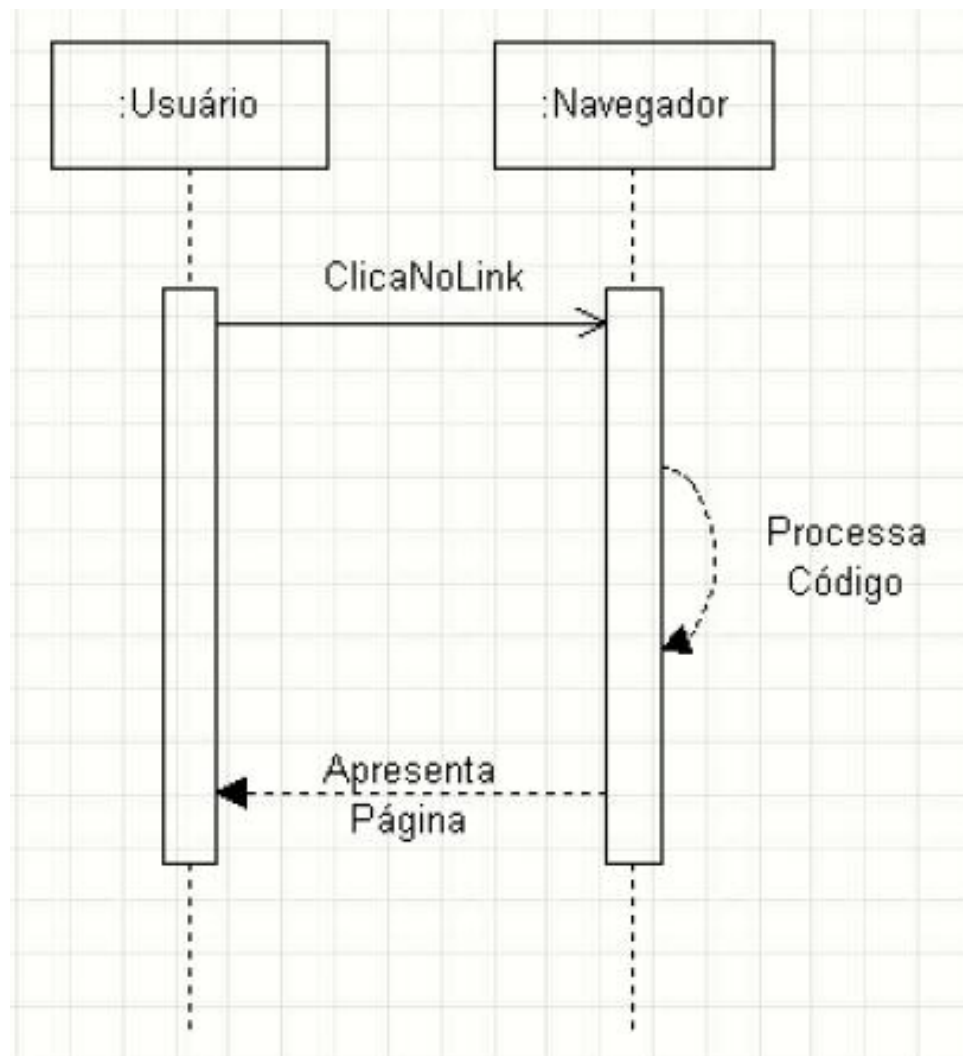 :Usuário
:Navegador
ClicaNoLink
Processa
Código
Apresenta
Página